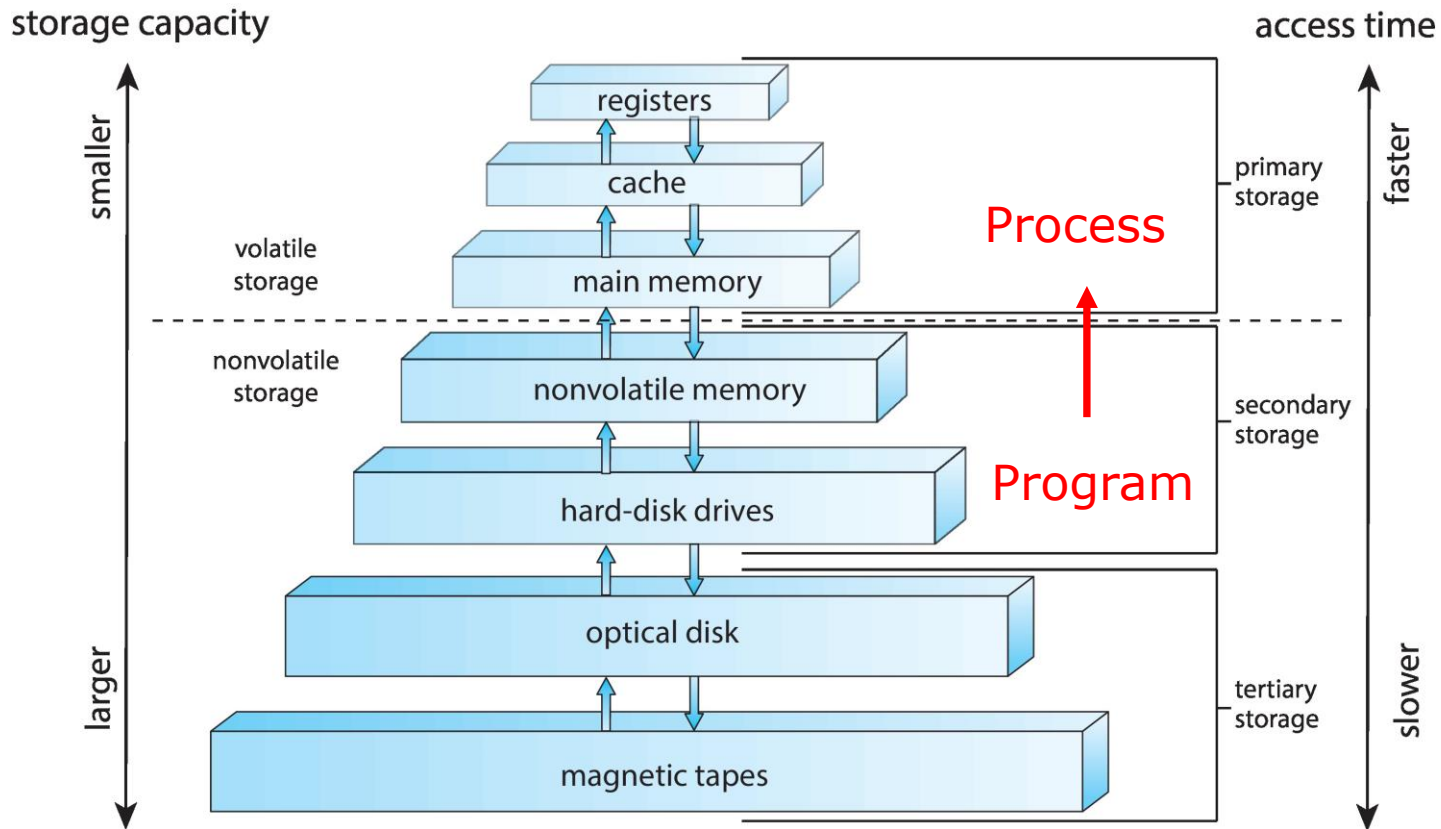 storage capacity
access time
registers
smaller
faster
cache
primary
storage
Process
volatile
storage
main memory
nonvolatile
storage
nonvolatile memory
secondary
storage
Program
hard-disk drives
optical disk
larger
slower
tertiary
storage
magnetic tapes